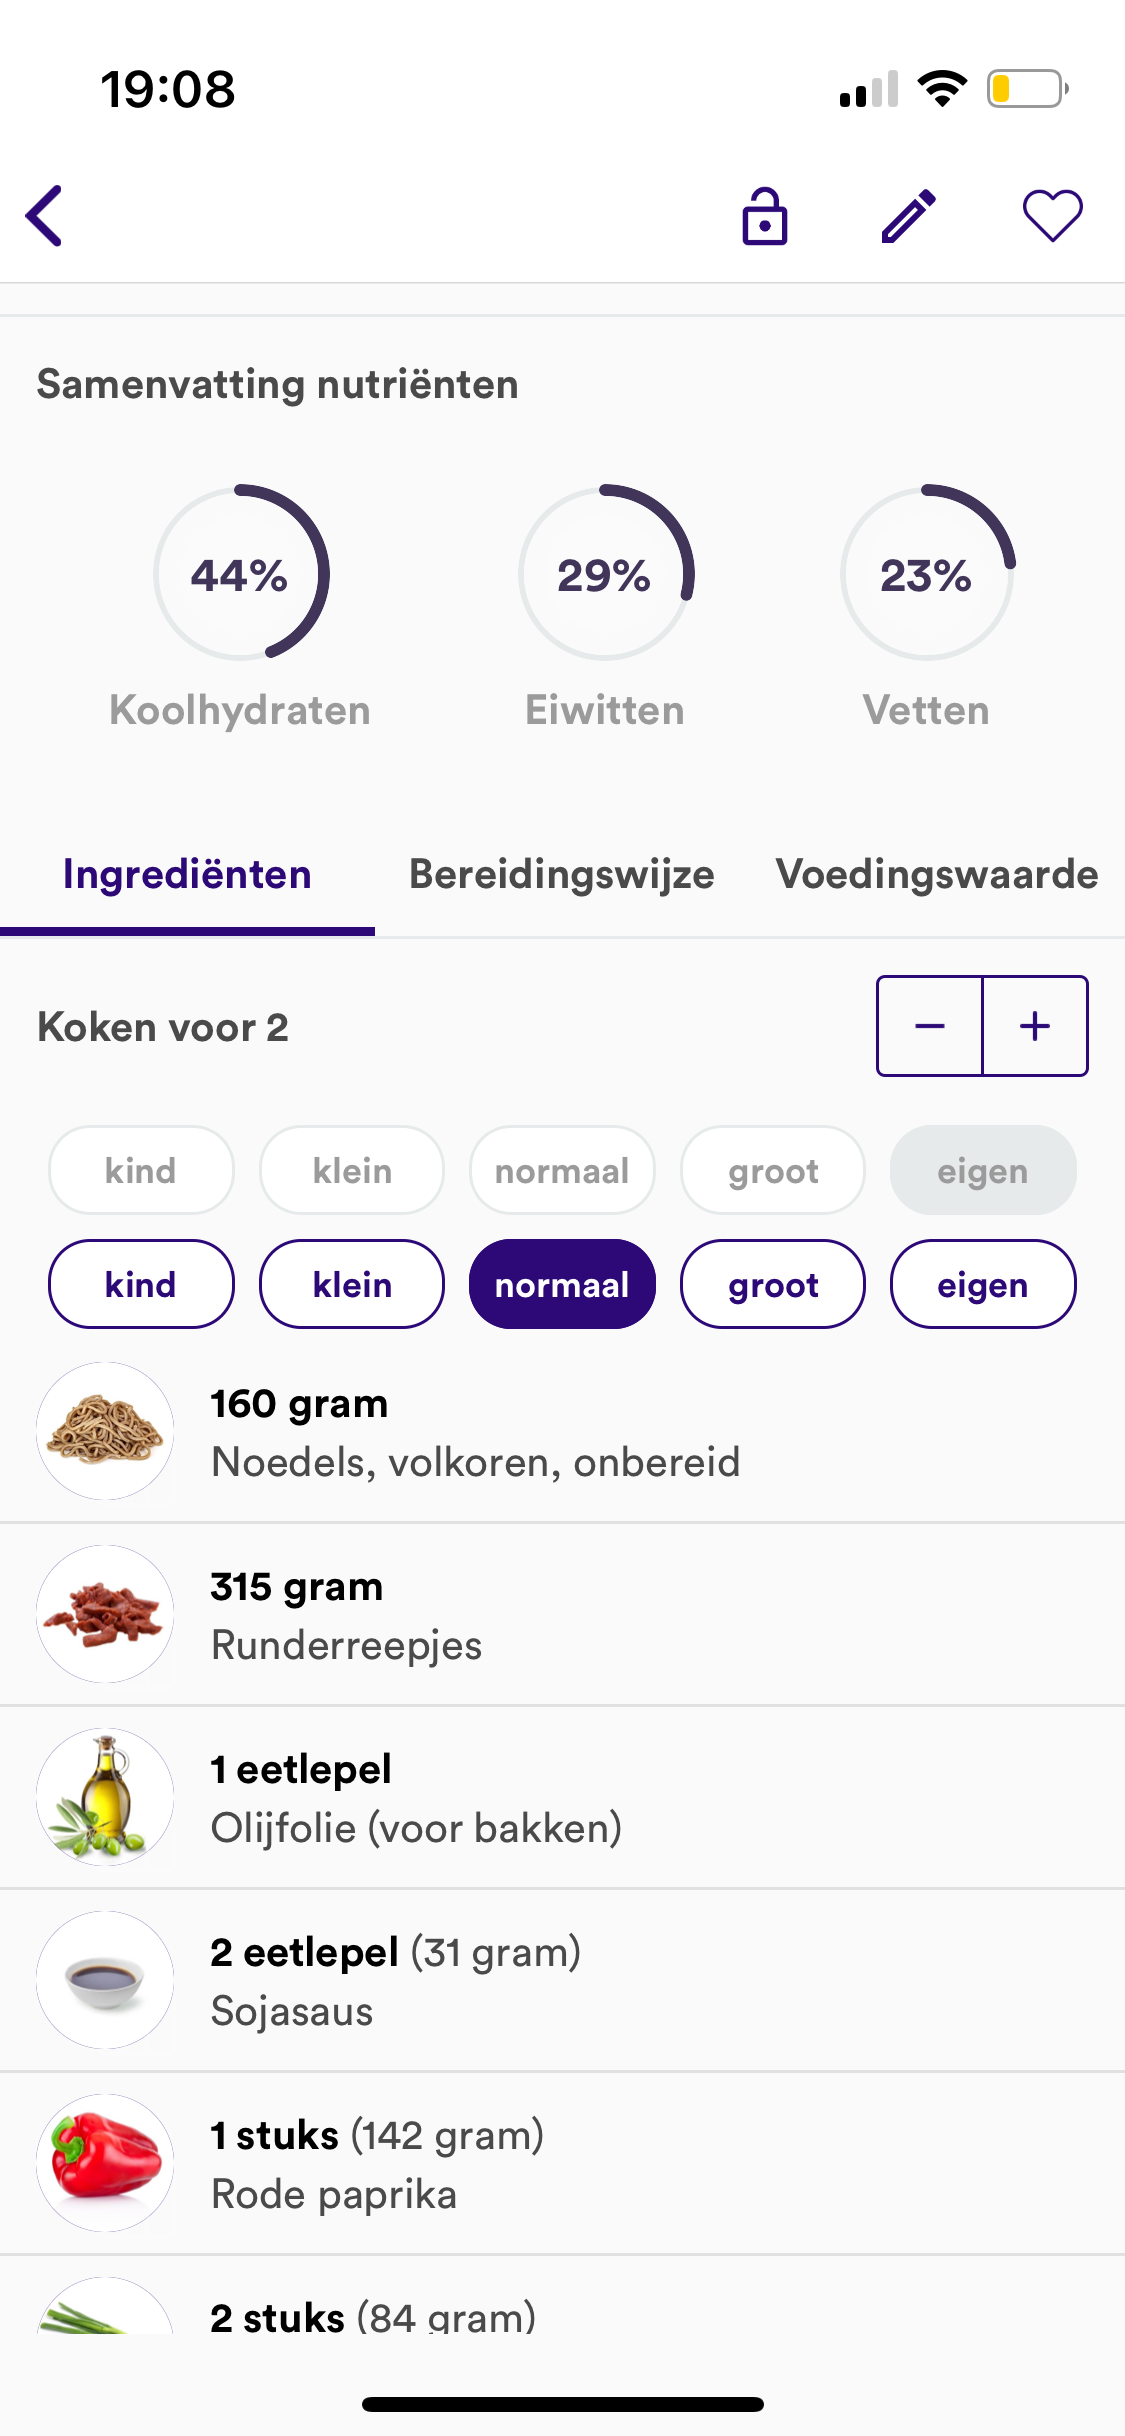 19:08
Samenvatting nutriënten
44% 29% 23%
Koolhydraten Eiwitten Vetten
Ingrediënten Bereidingswijze Voedingswaarde
Koken voor 2 − +
kind klein normaal groot eigen
kind klein normaal groot eigen
160 gram
Noedels, volkoren, onbereid
315 gram
Runderreepjes
1 eetlepel
Olijfolie (voor bakken)
2 eetlepel (31 gram)
Sojasaus
1 stuks (142 gram)
Rode paprika
2 stuks (84 gram)